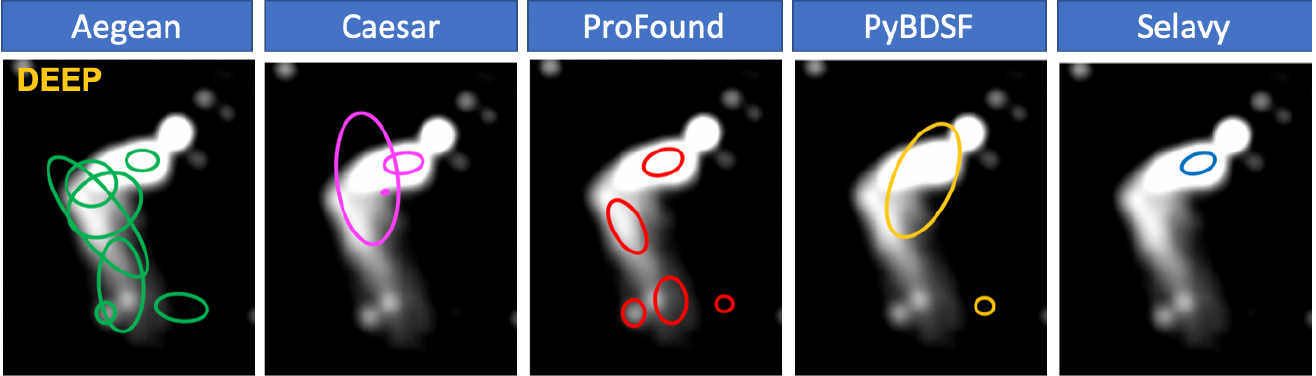 Aegean
Caesar
ProFound
PyBDSF
Selavy
DEEP